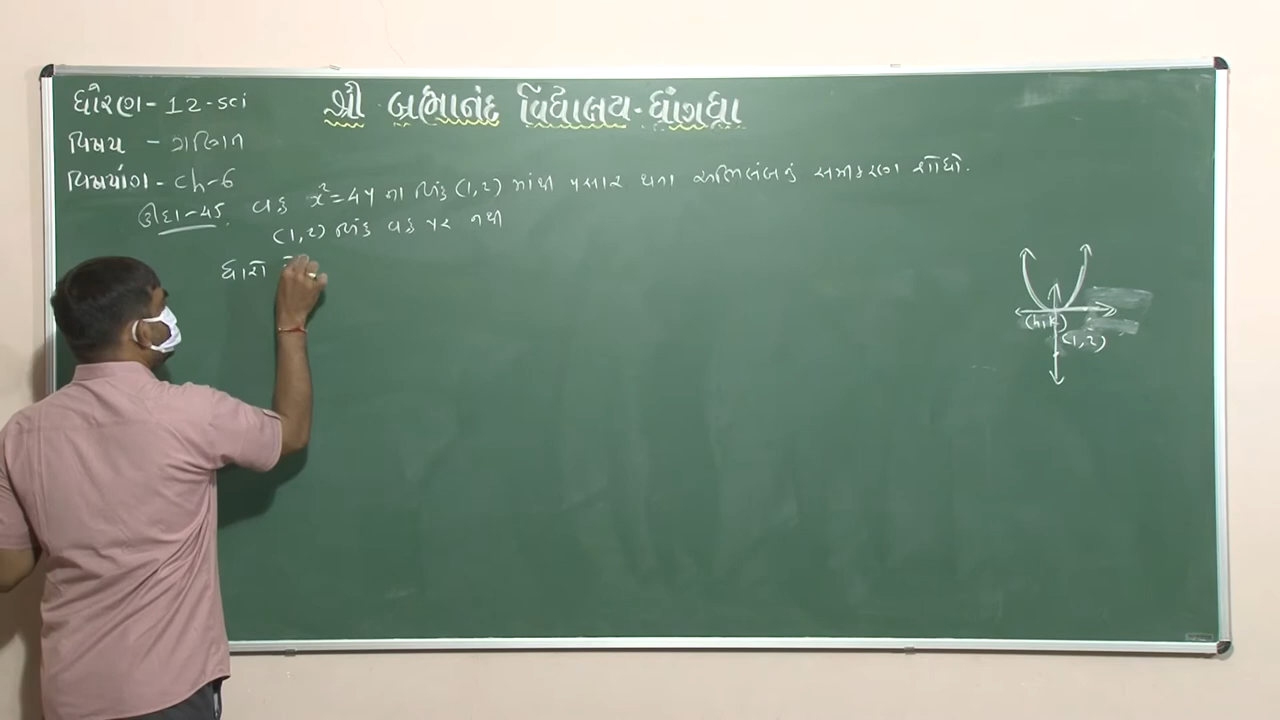 શ્રી બ્રહ્માનંદ વિદ્યાલય-ધ્રાંગધ્રા
ધોરણ - 12-sci
વિષય - ગણિત
વિષયાંગ - Ch-6
ઉદા-45. વક્ર x²=4y ના બિંદુ (1,2) માંથી પસાર થતા અભિલંબનું સમીકરણ શોધો.
(1,2) બિંદુ વક્ર પર નથી
ધારો
(h,k)
(1,2)